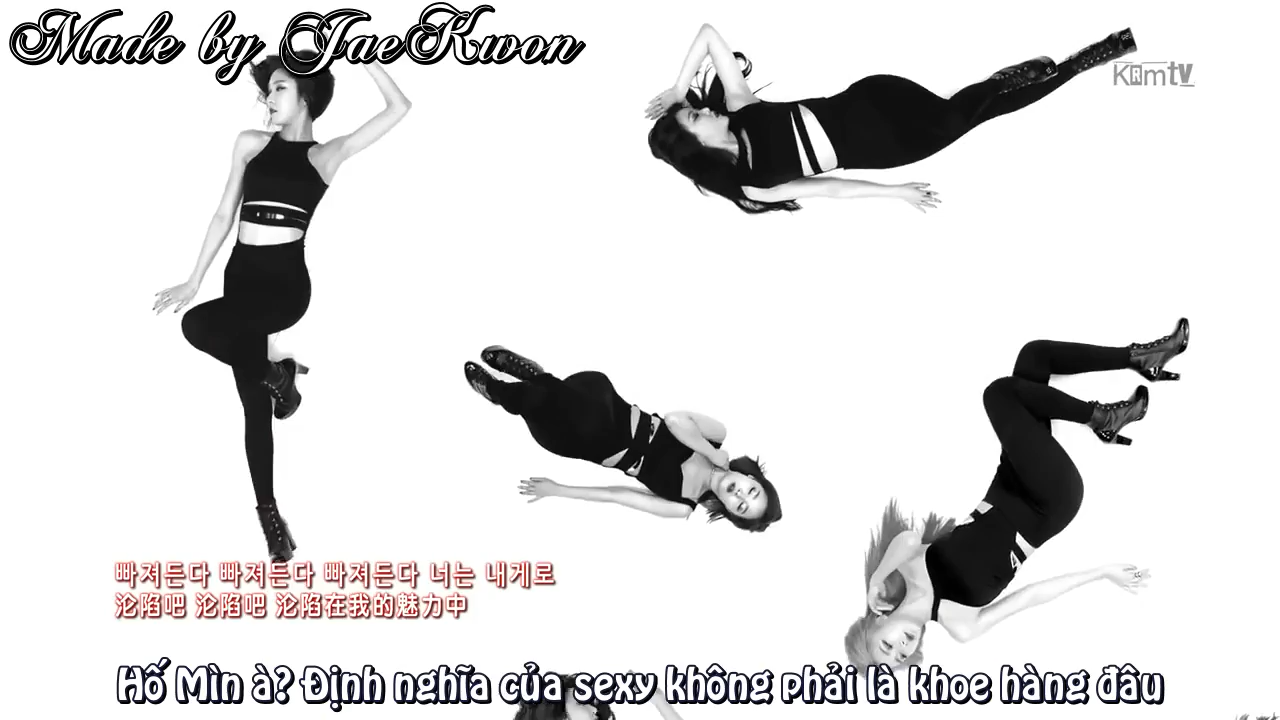 Made by JaeKwon
KRmtv
빠져든다 빠져든다 빠져든다 너는 내게로
沦陷吧 沦陷吧 沦陷在我的魅力中
Hố Mìn à? Định nghĩa của sexy không phải là khoe hàng đâu